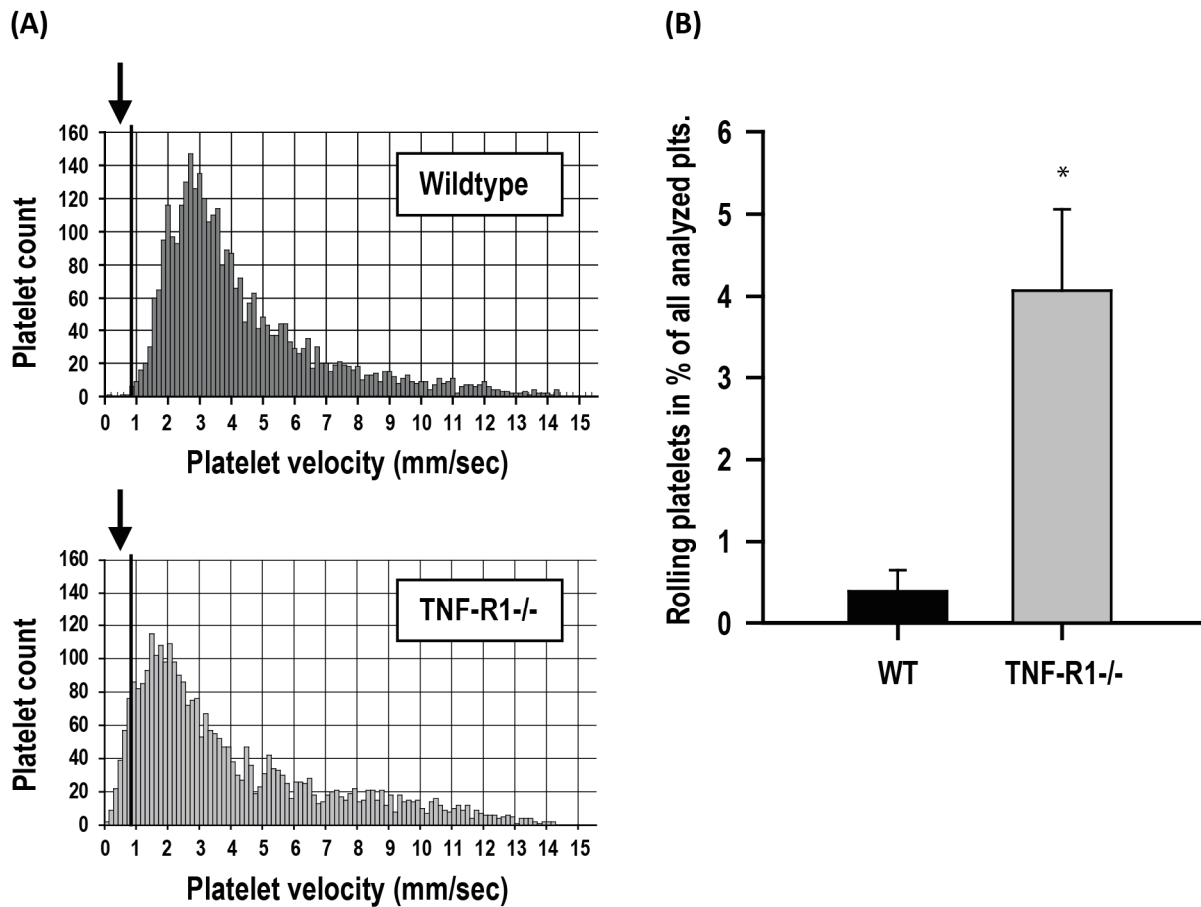 (A)
160
140
120
100
80
60
40
20
0
Platelet count
Wildtype
0 1 2 3 4 5 6 7 8 9 10 11 12 13 14 15
Platelet velocity (mm/sec)
160
140
120
100
80
60
40
20
0
Platelet count
TNF-R1-/-
0 1 2 3 4 5 6 7 8 9 10 11 12 13 14 15
Platelet velocity (mm/sec)
(B)
Rolling platelets in % of all analyzed plts.
6
5
4
3
2
1
0
*
WT TNF-R1-/-